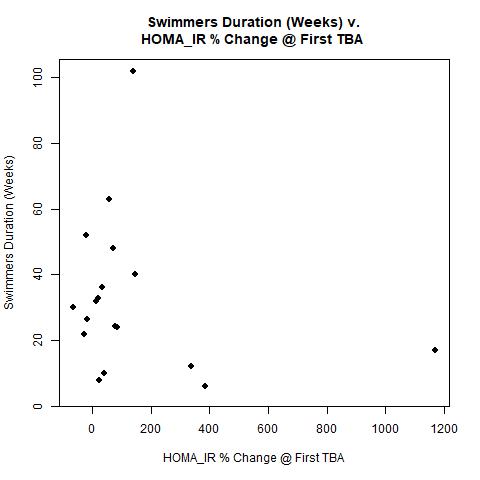 Swimmers Duration (Weeks) v.
HOMA_IR % Change @ First TBA
Swimmers Duration (Weeks)
100
80
60
40
20
0
0 200 400 600 800 1000 1200
HOMA_IR % Change @ First TBA